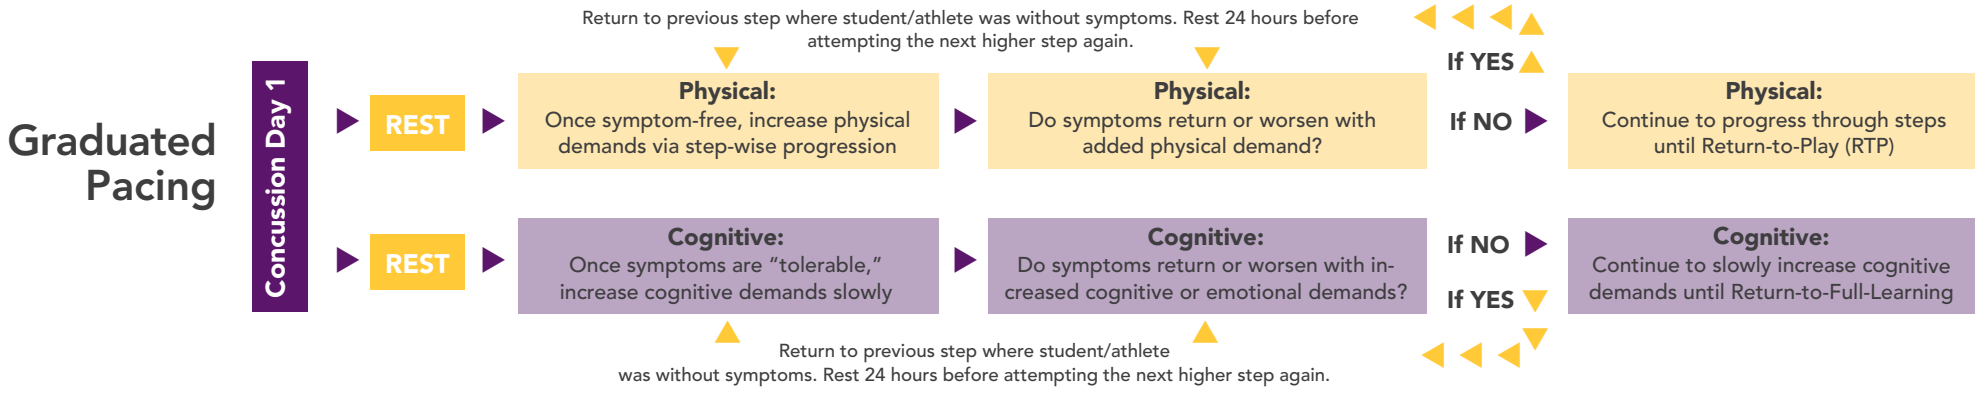 Graduated
Pacing
Concussion Day 1
Return to previous step where student/athlete was without symptoms. Rest 24 hours before
attempting the next higher step again.
REST
Physical:
Once symptom-free, increase physical
demands via step-wise progression
Physical:
Do symptoms return or worsen with
added physical demand?
If YES
If NO
Physical:
Continue to progress through steps
until Return-to-Play (RTP)
REST
Cognitive:
Once symptoms are “tolerable,”
increase cognitive demands slowly
Cognitive:
Do symptoms return or worsen with in-
creased cognitive or emotional demands?
If NO
If YES
Cognitive:
Continue to slowly increase cognitive
demands until Return-to-Full-Learning
Return to previous step where student/athlete
was without symptoms. Rest 24 hours before attempting the next higher step again.